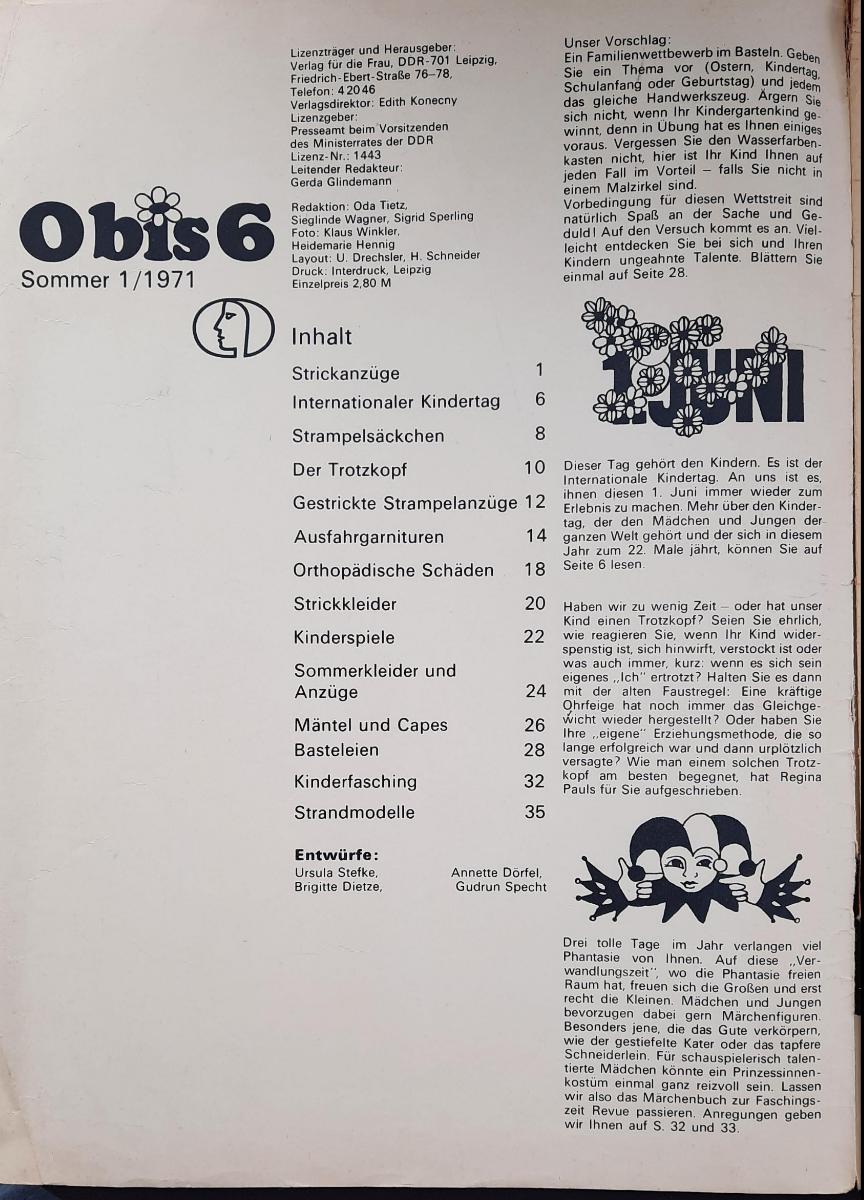 0 bis 6
Sommer 1/1971
Lizenzträger und Herausgeber:
Verlag für die Frau, DDR-701 Leipzig,
Friedrich-Ebert-Straße 76–78,
Telefon: 4 20 46
Verlagsdirektor: Edith Konecny
Lizenzgeber:
Presseamt beim Vorsitzenden
des Ministerrates der DDR
Lizenz-Nr.: 1443
Leitender Redakteur:
Gerda Glindemann
Redaktion: Oda Tietz,
Sieglinde Wagner, Sigrid Sperling
Foto: Klaus Winkler,
Heidemarie Hennig
Layout: U. Drechsler, H. Schneider
Druck: Interdruck, Leipzig
Einzelpreis 2,80 M
Inhalt
Strickanzüge 1
Internationaler Kindertag 6
Strampelsäckchen 8
Der Trotzkopf 10
Gestrickte Strampelanzüge 12
Ausfahrgarnituren 14
Orthopädische Schäden 18
Strickkleider 20
Kinderspiele 22
Sommerkleider und
Anzüge 24
Mäntel und Capes 26
Basteleien 28
Kinderfasching 32
Strandmodelle 35
Entwürfe:
Ursula Stefke, Annette Dörfel,
Brigitte Dietze, Gudrun Specht
Unser Vorschlag:
Ein Familienwettbewerb im Basteln. Geben
Sie ein Thema vor (Ostern, Kindertag,
Schulanfang oder Geburtstag) und jedem
das gleiche Handwerkszeug. Ärgern Sie
sich nicht, wenn Ihr Kindergartenkind ge-
winnt, denn in Übung hat es Ihnen einiges
voraus. Vergessen Sie den Wasserfarben-
kasten nicht, hier ist Ihr Kind Ihnen auf
jeden Fall im Vorteil – falls Sie nicht in
einem Malzirkel sind.
Vorbedingung für diesen Wettstreit sind
natürlich Spaß an der Sache und Ge-
duld! Auf den Versuch kommt es an. Viel-
leicht entdecken Sie bei sich und Ihren
Kindern ungeahnte Talente. Blättern Sie
einmal auf Seite 28.
1. JUNI
Dieser Tag gehört den Kindern. Es ist der
Internationale Kindertag. An uns ist es,
ihnen diesen 1. Juni immer wieder zum
Erlebnis zu machen. Mehr über den Kinder-
tag, der den Mädchen und Jungen der
ganzen Welt gehört und der sich in diesem
Jahr zum 22. Male jährt, können Sie auf
Seite 6 lesen.
Haben wir zu wenig Zeit – oder hat unser
Kind einen Trotzkopf? Seien Sie ehrlich,
wie reagieren Sie, wenn Ihr Kind wider-
spenstig ist, sich hinwirft, verstockt ist oder
was auch immer, kurz: wenn es sich sein
eigenes „Ich" ertrotzt? Halten Sie es dann
mit der alten Faustregel: Eine kräftige
Ohrfeige hat noch immer das Gleichge-
wicht wieder hergestellt? Oder haben Sie
Ihre „eigene" Erziehungsmethode, die so
lange erfolgreich war und dann urplötzlich
versagte? Wie man einem solchen Trotz-
kopf am besten begegnet, hat Regina
Pauls für Sie aufgeschrieben.
Drei tolle Tage im Jahr verlangen viel
Phantasie von Ihnen. Auf diese „Ver-
wandlungszeit", wo die Phantasie freien
Raum hat, freuen sich die Großen und erst
recht die Kleinen. Mädchen und Jungen
bevorzugen dabei gern Märchenfiguren.
Besonders jene, die das Gute verkörpern,
wie der gestiefelte Kater oder das tapfere
Schneiderlein. Für schauspielerisch talen-
tierte Mädchen könnte ein Prinzessinnen-
kostüm einmal ganz reizvoll sein. Lassen
wir also das Märchenbuch zur Faschings-
zeit Revue passieren. Anregungen geben
wir Ihnen auf S. 32 und 33.